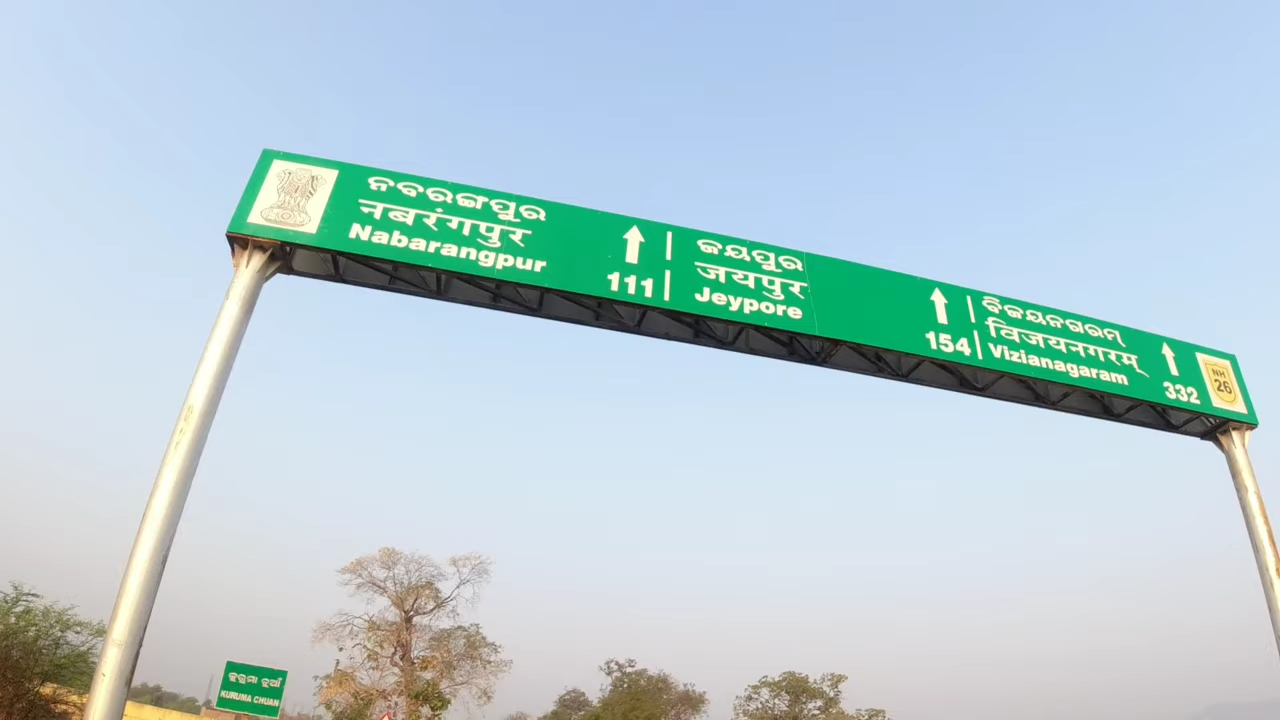 ନବରଙ୍ଗପୁର
नबरंगपुर
Nabarangpur
111
ଜୟପୁର
जयपुर
Jeypore
154
ବିଜୟନଗରମ୍
विजयनगरम्
Vizianagaram
332
NH
26
କୁରୁମା ଚୁଆଁ
KURUMA CHUAN